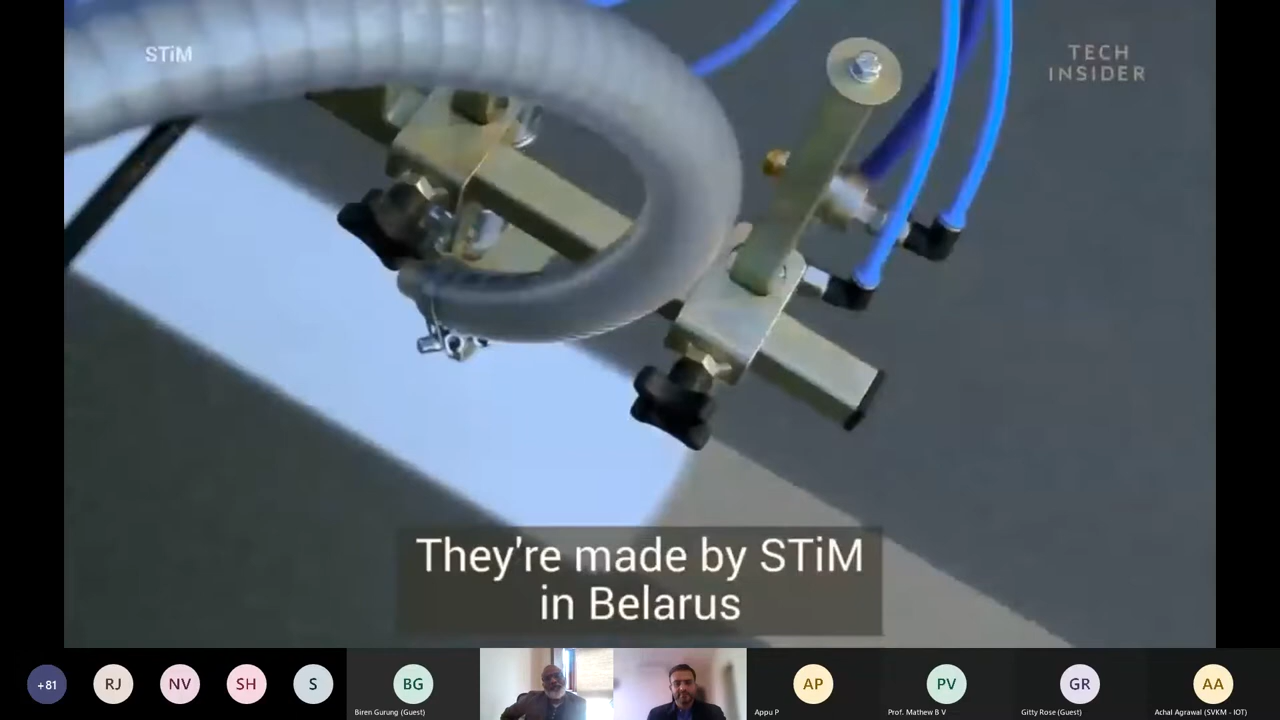 STiM
TECH
INSIDER
They're made by STiM
in Belarus
+81
RJ
NV
SH
S
BG
AP
PV
GR
AA
Biren Gurung (Guest)
Appu P
Prof. Mathew B V
Gitty Rose (Guest)
Achal Agrawal (SVKM - IOT)